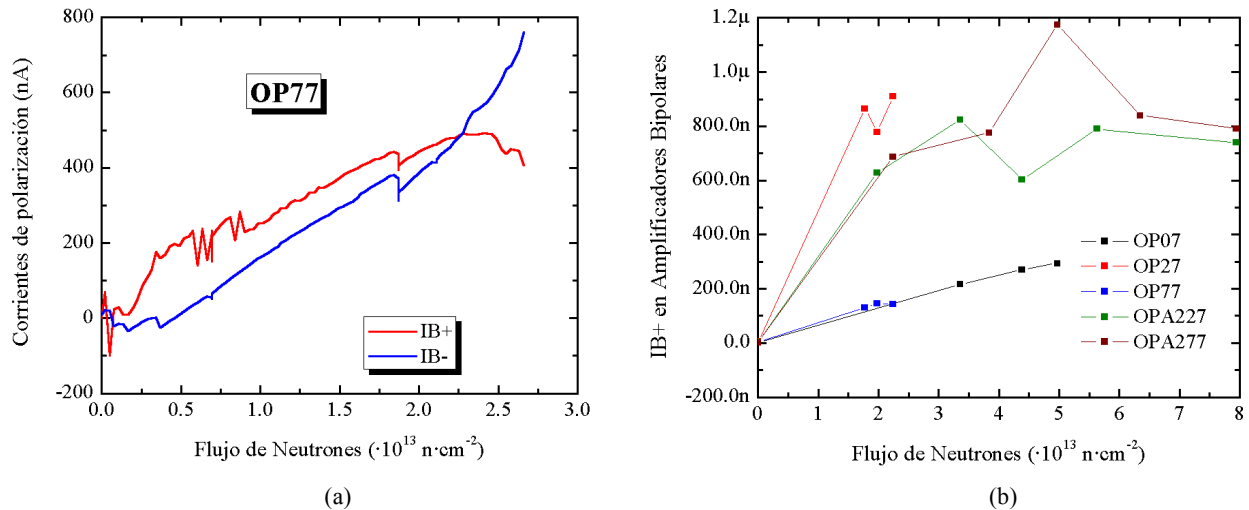 800
600
400
200
0
-200
Corrientes de polarización (nA)
OP77
IB+
IB-
0.0
0.5
1.0
1.5
2.0
2.5
3.0
Flujo de Neutrones (·10¹³ n·cm⁻²)
(a)
1.2µ
1.0µ
800.0n
600.0n
400.0n
200.0n
0.0
-200.0n
IB+ en Amplificadores Bipolares
OP07
OP27
OP77
OPA227
OPA277
0
1
2
3
4
5
6
7
8
Flujo de Neutrones (·10¹³ n·cm⁻²)
(b)